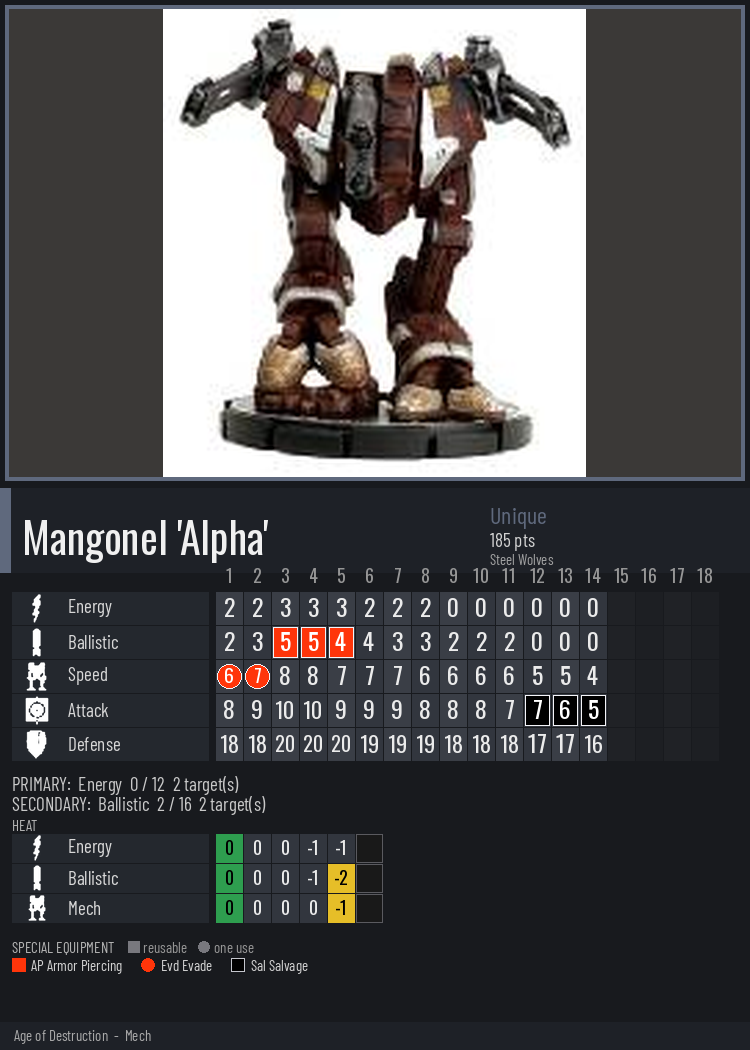 Mangonel 'Alpha'
Unique
185 pts
Steel Wolves
1 2 3 4 5 6 7 8 9 10 11 12 13 14 15 16 17 18
Energy 2 2 3 3 3 2 2 2 0 0 0 0 0 0
Ballistic 2 3 5 5 4 4 3 3 2 2 2 0 0 0
Speed 6 7 8 8 7 7 7 6 6 6 6 5 5 4
Attack 8 9 10 10 9 9 9 8 8 8 7 7 6 5
Defense 18 18 20 20 20 19 19 19 18 18 18 17 17 16
PRIMARY: Energy 0 / 12 2 target(s)
SECONDARY: Ballistic 2 / 16 2 target(s)
HEAT
Energy 0 0 0 -1 -1
Ballistic 0 0 0 -1 -2
Mech 0 0 0 0 -1
SPECIAL EQUIPMENT reusable one use
AP Armor Piercing Evd Evade Sal Salvage
Age of Destruction - Mech